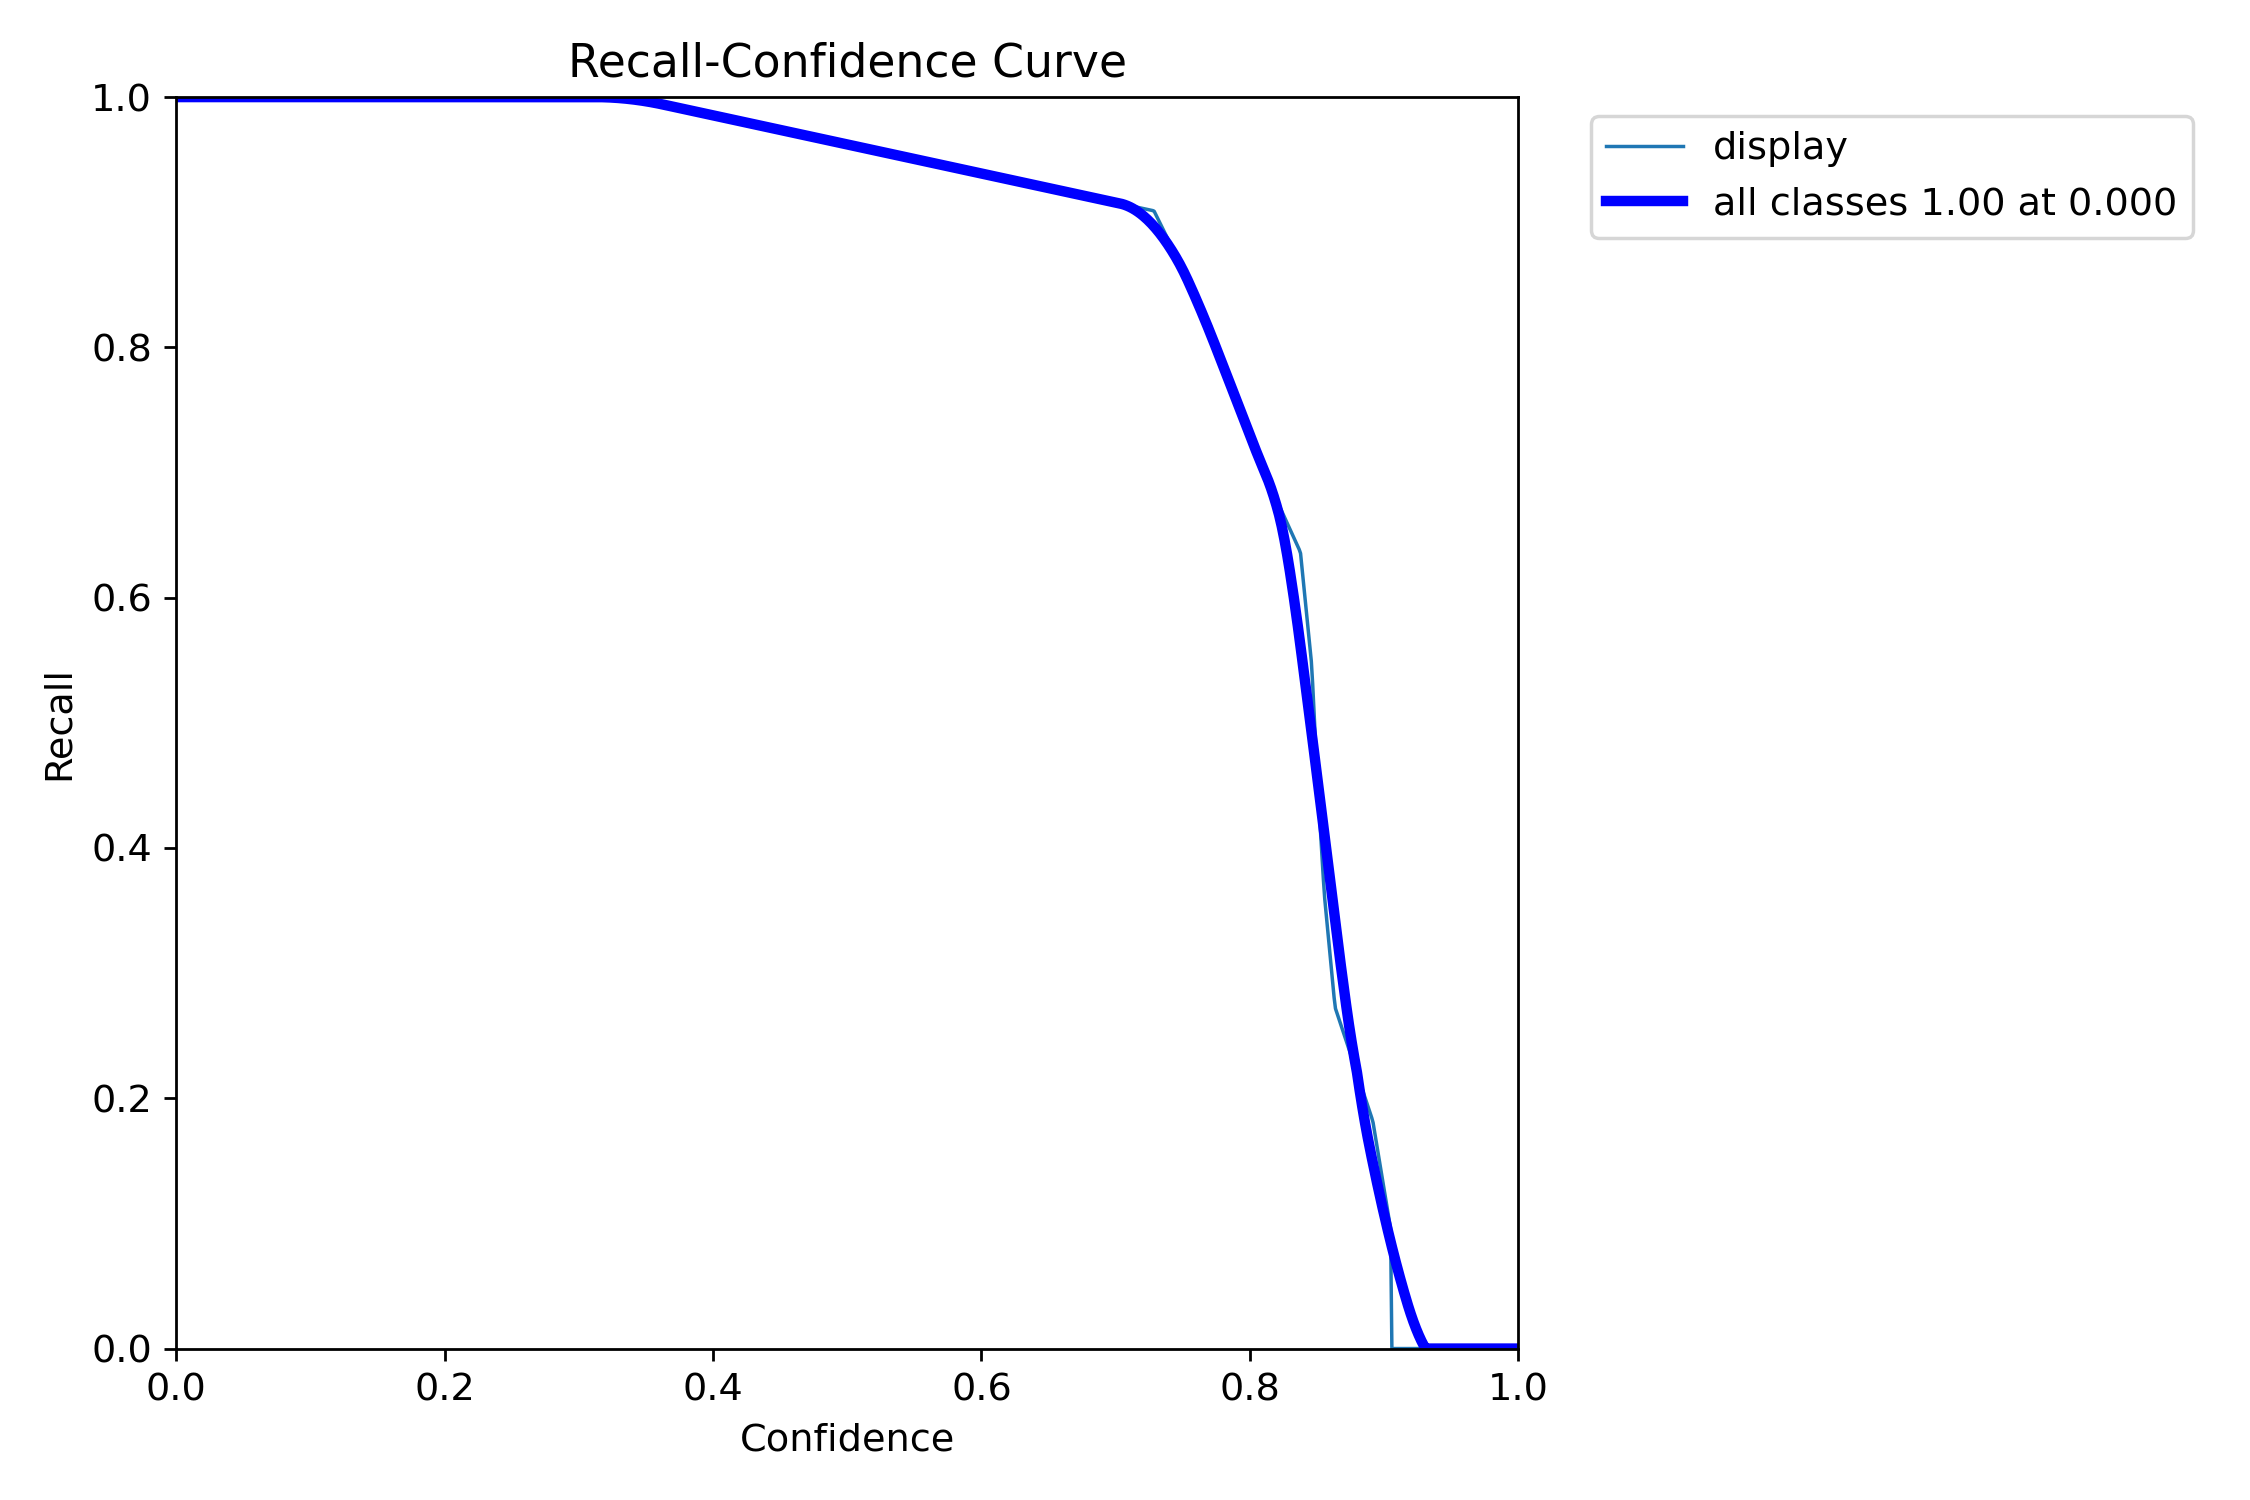 Recall-Confidence Curve
1.0
0.8
0.6
0.4
0.2
0.0
Recall
0.0 0.2 0.4 0.6 0.8 1.0
Confidence
display
all classes 1.00 at 0.000